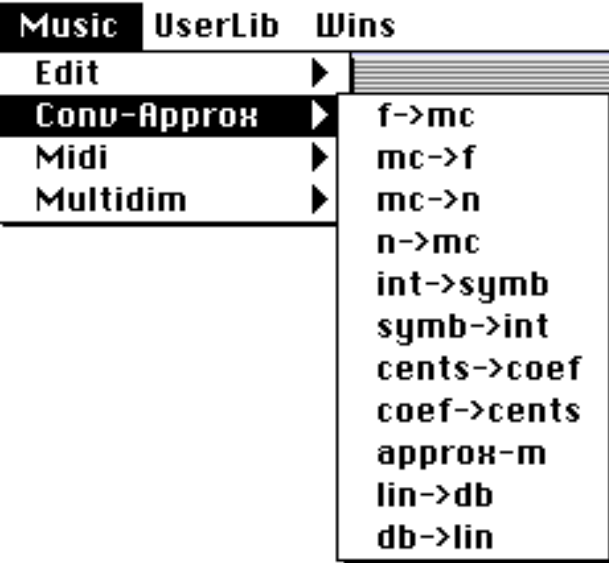 Music UserLib Wins
Edit
Conv-Approx
Midi
Multidim
f->mc
mc->f
mc->n
n->mc
int->symb
symb->int
cents->coef
coef->cents
approx-m
lin->db
db->lin